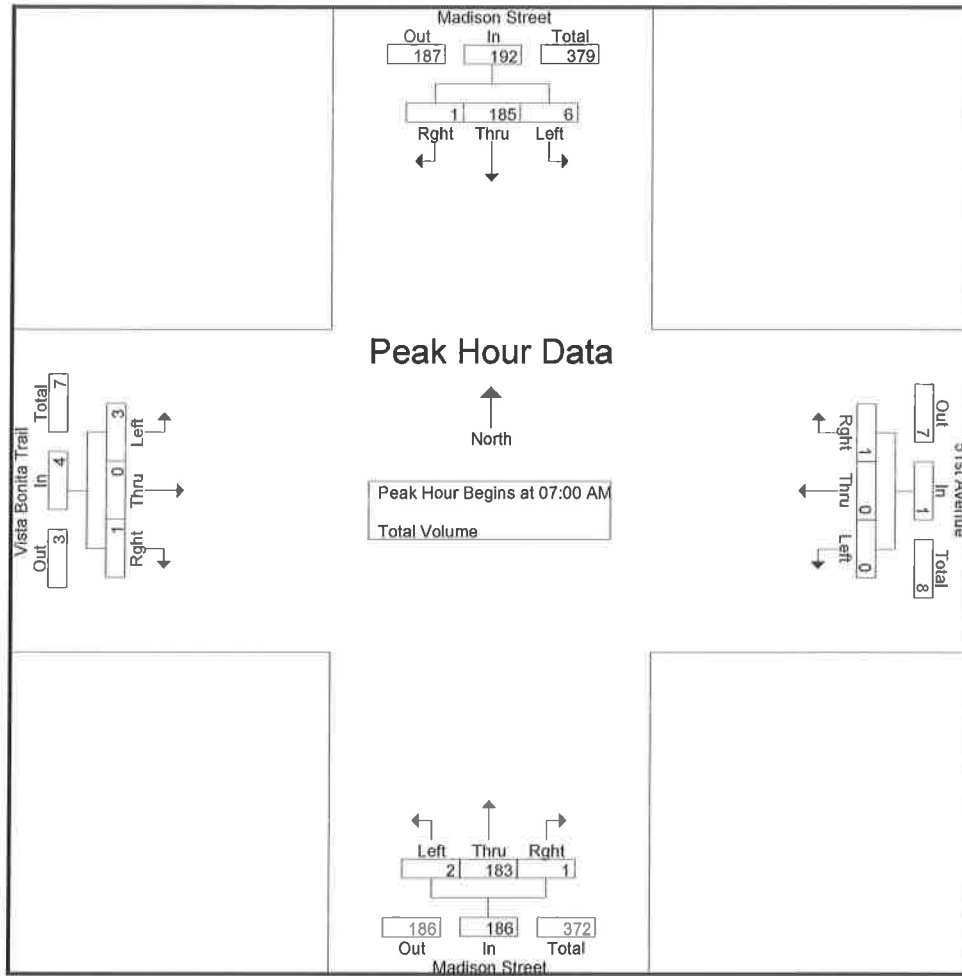 Madison Street
Out In Total
187 192 379
1 185 6
Rght Thru Left
Peak Hour Data
North
Peak Hour Begins at 07:00 AM
Total Volume
Vista Bonita Trail
Total In Out
7 4 3
3 0 1
Left Thru Rght
Rght Thru Left
1 0 0
7 1 8
Out In Total
51st Avenue
Left Thru Rght
2 183 1
186 186 372
Out In Total
Madison Street